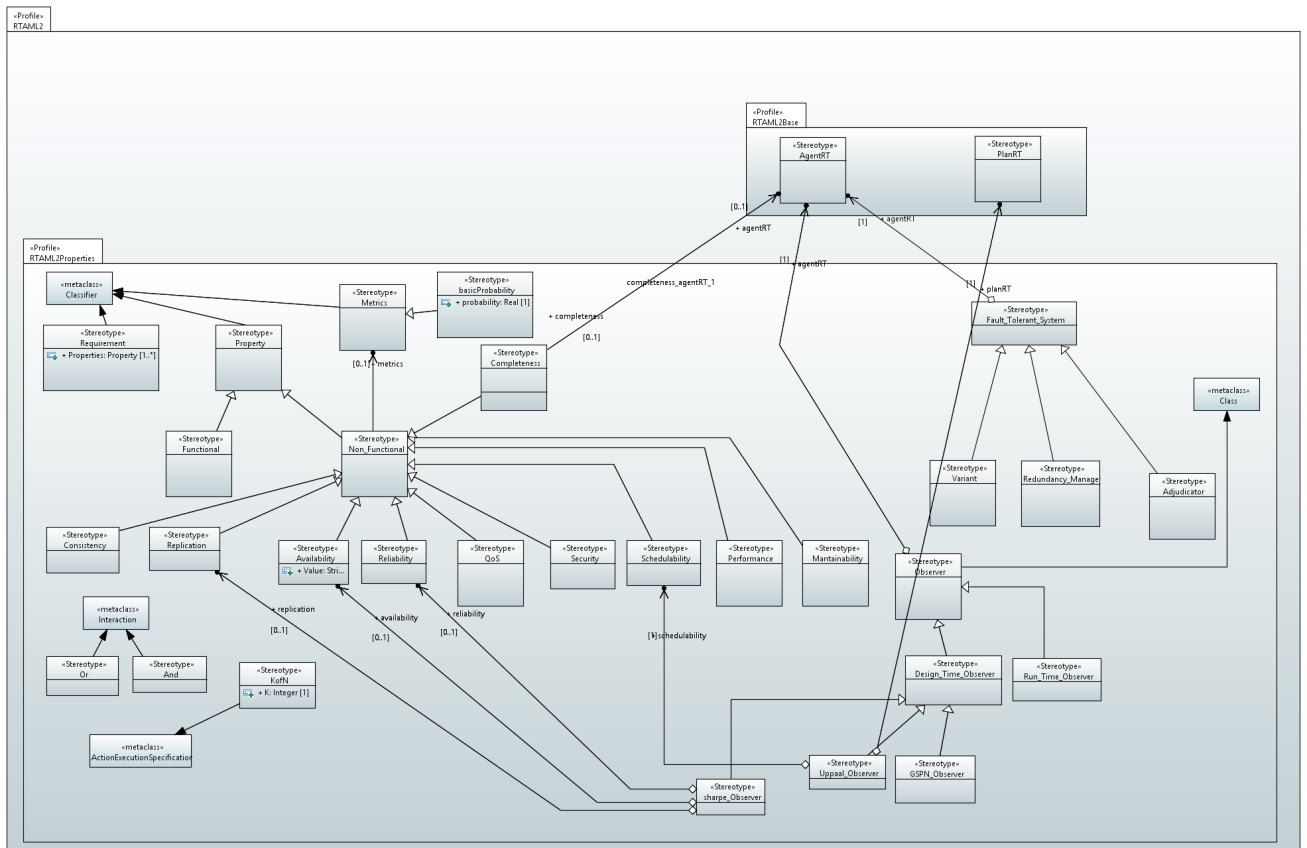 «Profile»
RTAML2
«Profile»
RTAML2Base
«Stereotype»
AgentRT
«Stereotype»
PlanRT
[0..1]
+ agentRT
[1]
+ agentRT
[1]
+ agentRT
«Profile»
RTAML2Properties
«metaclass»
Classifier
«Stereotype»
Metrics
«Stereotype»
basicProbability
+ probability: Real [1]
completeness_agentRT_1
[1]
+ planRT
+ completeness
[0..1]
«Stereotype»
Fault_Tolerant_System
«Stereotype»
Requirement
+ Properties: Property [1..*]
«Stereotype»
Property
[0..1]
+ metrics
«Stereotype»
Completeness
«metaclass»
Class
«Stereotype»
Functional
«Stereotype»
Non_Functional
«Stereotype»
Variant
«Stereotype»
Redundancy_Manage
«Stereotype»
Adjudicator
«Stereotype»
Consistency
«Stereotype»
Replication
«Stereotype»
Availability
+ Value: Stri...
«Stereotype»
Reliability
«Stereotype»
QoS
«Stereotype»
Security
«Stereotype»
Schedulability
«Stereotype»
Performance
«Stereotype»
Mantainability
«Stereotype»
Observer
«metaclass»
Interaction
+ replication
[0..1]
+ availability
[0..1]
+ reliability
[0..1]
[1]
schedulability
«Stereotype»
Or
«Stereotype»
And
«Stereotype»
KofN
+ K: Integer [1]
«Stereotype»
Design_Time_Observer
«Stereotype»
Run_Time_Observer
«metaclass»
ActionExecutionSpecification
«Stereotype»
sharpe_Observer
«Stereotype»
Uppaal_Observer
«Stereotype»
GSPN_Observer